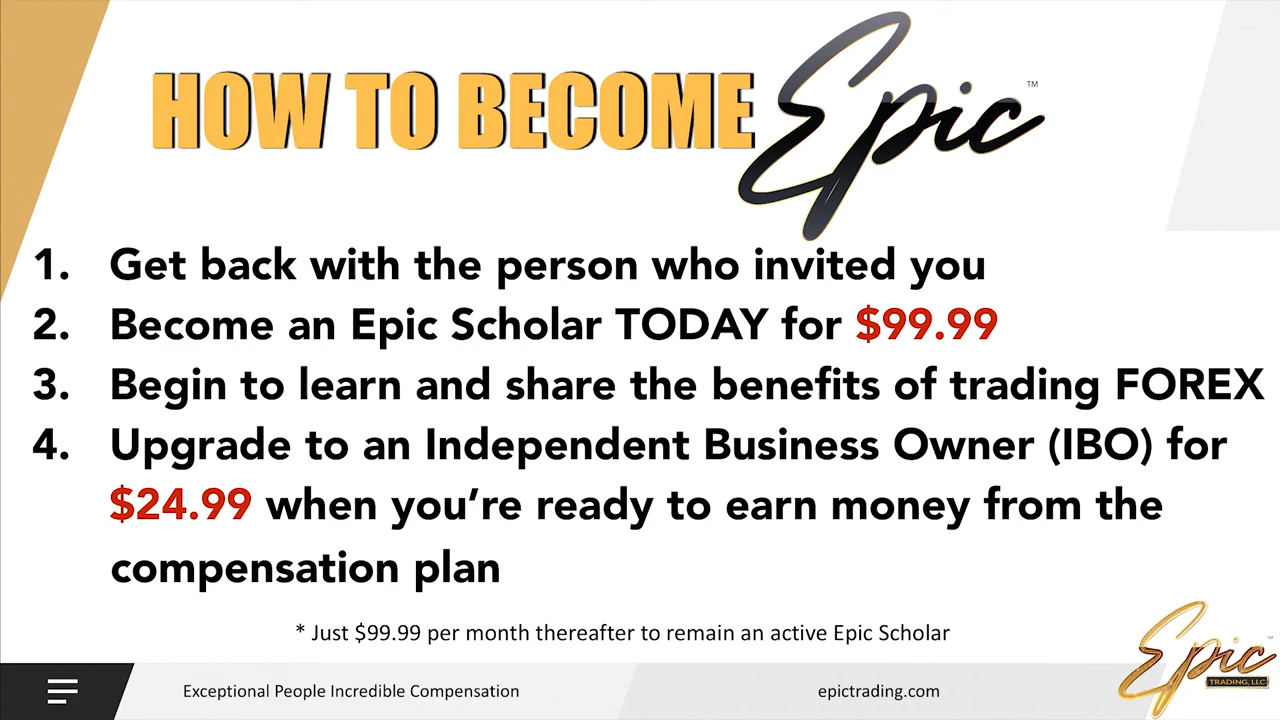 HOW TO BECOME Epic™
1. Get back with the person who invited you
2. Become an Epic Scholar TODAY for $99.99
3. Begin to learn and share the benefits of trading FOREX
4. Upgrade to an Independent Business Owner (IBO) for
$24.99 when you're ready to earn money from the
compensation plan
* Just $99.99 per month thereafter to remain an active Epic Scholar
Exceptional People Incredible Compensation
epictrading.com
Epic™
TRADING, LLC